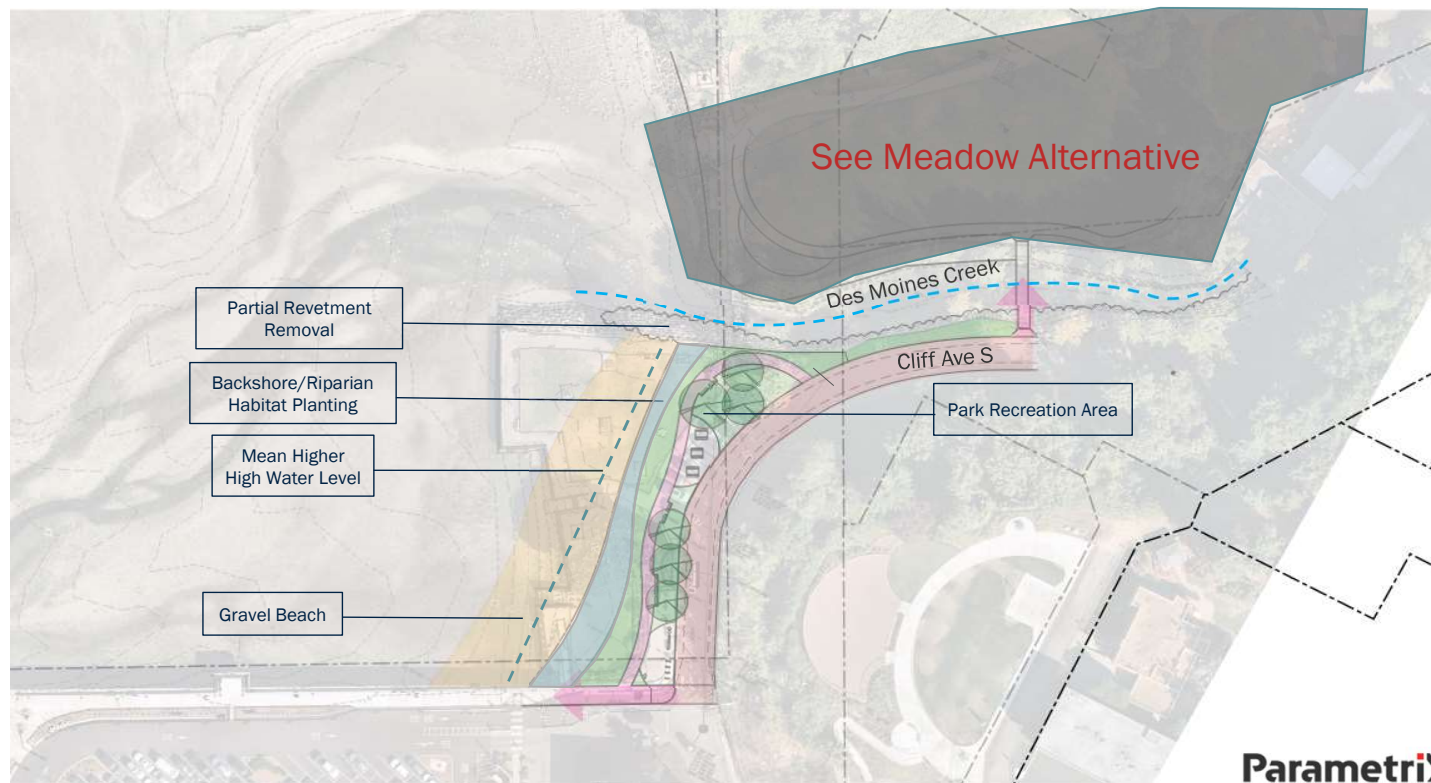 See Meadow Alternative
Des Moines Creek
Partial Revetment
Removal
Cliff Ave S
Backshore/Riparian
Habitat Planting
Park Recreation Area
Mean Higher
High Water Level
Gravel Beach
Parametrix